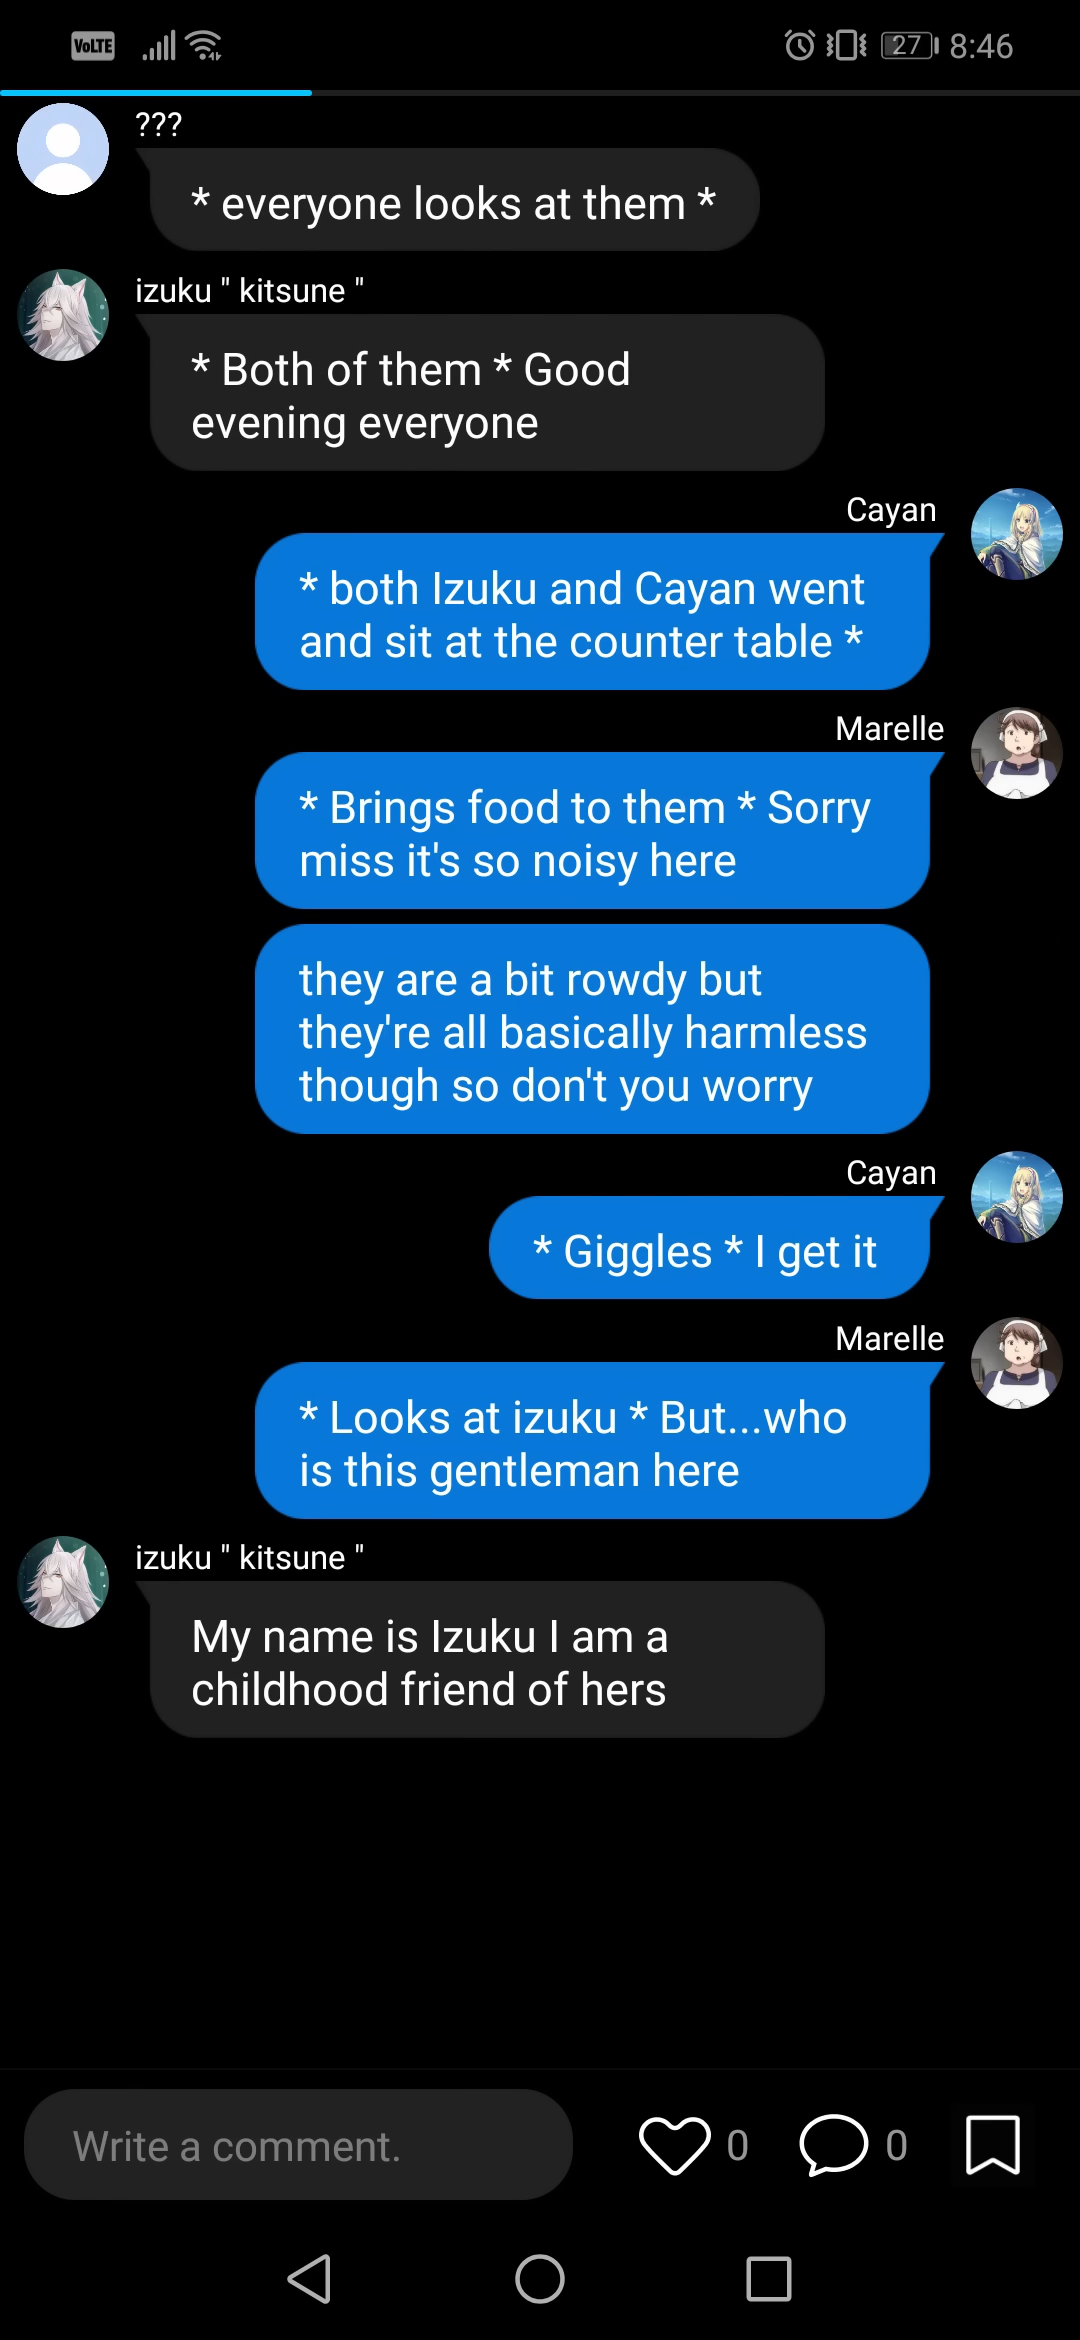 VoLTE 27 8:46
???
* everyone looks at them *
izuku " kitsune "
* Both of them * Good
evening everyone
Cayan
* both Izuku and Cayan went
and sit at the counter table *
Marelle
* Brings food to them * Sorry
miss it's so noisy here
they are a bit rowdy but
they're all basically harmless
though so don't you worry
Cayan
* Giggles * I get it
Marelle
* Looks at izuku * But...who
is this gentleman here
izuku " kitsune "
My name is Izuku I am a
childhood friend of hers
Write a comment. 0 0